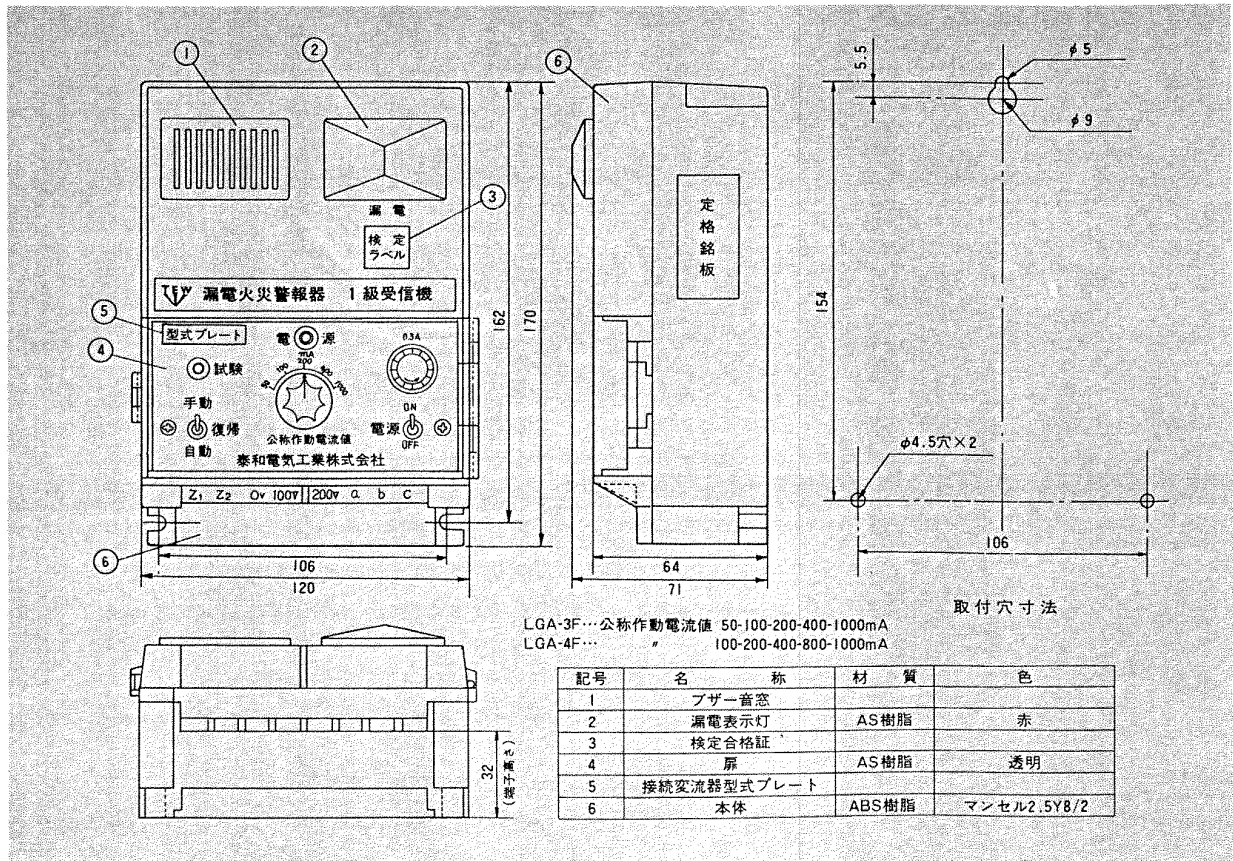 1
2
3
漏電
検定
ラベル
TEW 漏電火災警報器 1級受信機
5
型式プレート
4
電 源
mA
50 100 200 400 1000
0.3A
試験
手動
復帰
自動
公称作動電流値
ON
電源
OFF
泰和電気工業株式会社
Z1 Z2 0V 100V 200V a b c
6
106
120
162
170
6
定格銘板
64
71
5.5
φ5
φ9
154
φ4.5穴×2
106
取付穴寸法
32
(端子高さ)
LGA-3F…公称作動電流値 50-100-200-400-1000mA
LGA-4F… 〃 100-200-400-800-1000mA
記号 名称 材質 色
1 ブザー音窓
2 漏電表示灯 AS樹脂 赤
3 検定合格証
4 扉 AS樹脂 透明
5 接続変流器型式プレート
6 本体 ABS樹脂 マンセル2.5Y8/2